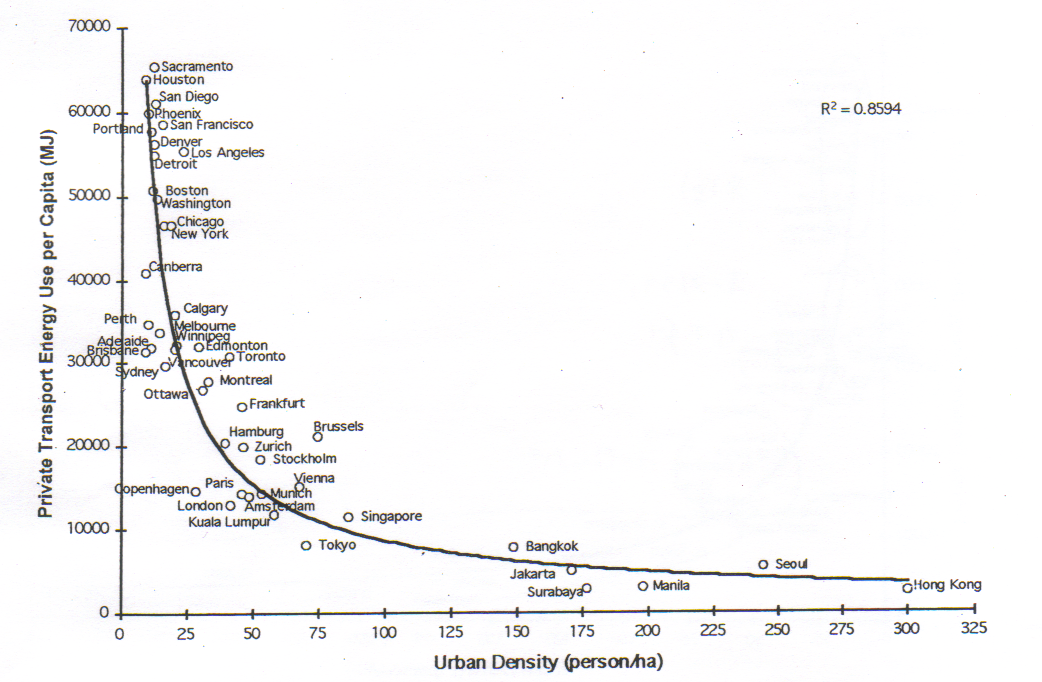 70000
Sacramento
Houston
San Diego
60000
Phoenix
R² = 0.8594
San Francisco
Portland
Denver
Los Angeles
Detroit
Boston
50000
Washington
Chicago
New York
Canberra
40000
Calgary
Perth
Melbourne
Winnipeg
Adelaide
Edmonton
Brisbane
Toronto
30000
Vancouver
Sydney
Montreal
Ottawa
Frankfurt
Brussels
Hamburg
20000
Zurich
Stockholm
Vienna
Paris
Copenhagen
Munich
London
Amsterdam
Kuala Lumpur
Singapore
10000
Tokyo
Bangkok
Seoul
Jakarta
Manila
Hong Kong
Surabaya
0
0 25 50 75 100 125 150 175 200 225 250 275 300 325
Urban Density (person/ha)
Private Transport Energy Use per Capita (MJ)